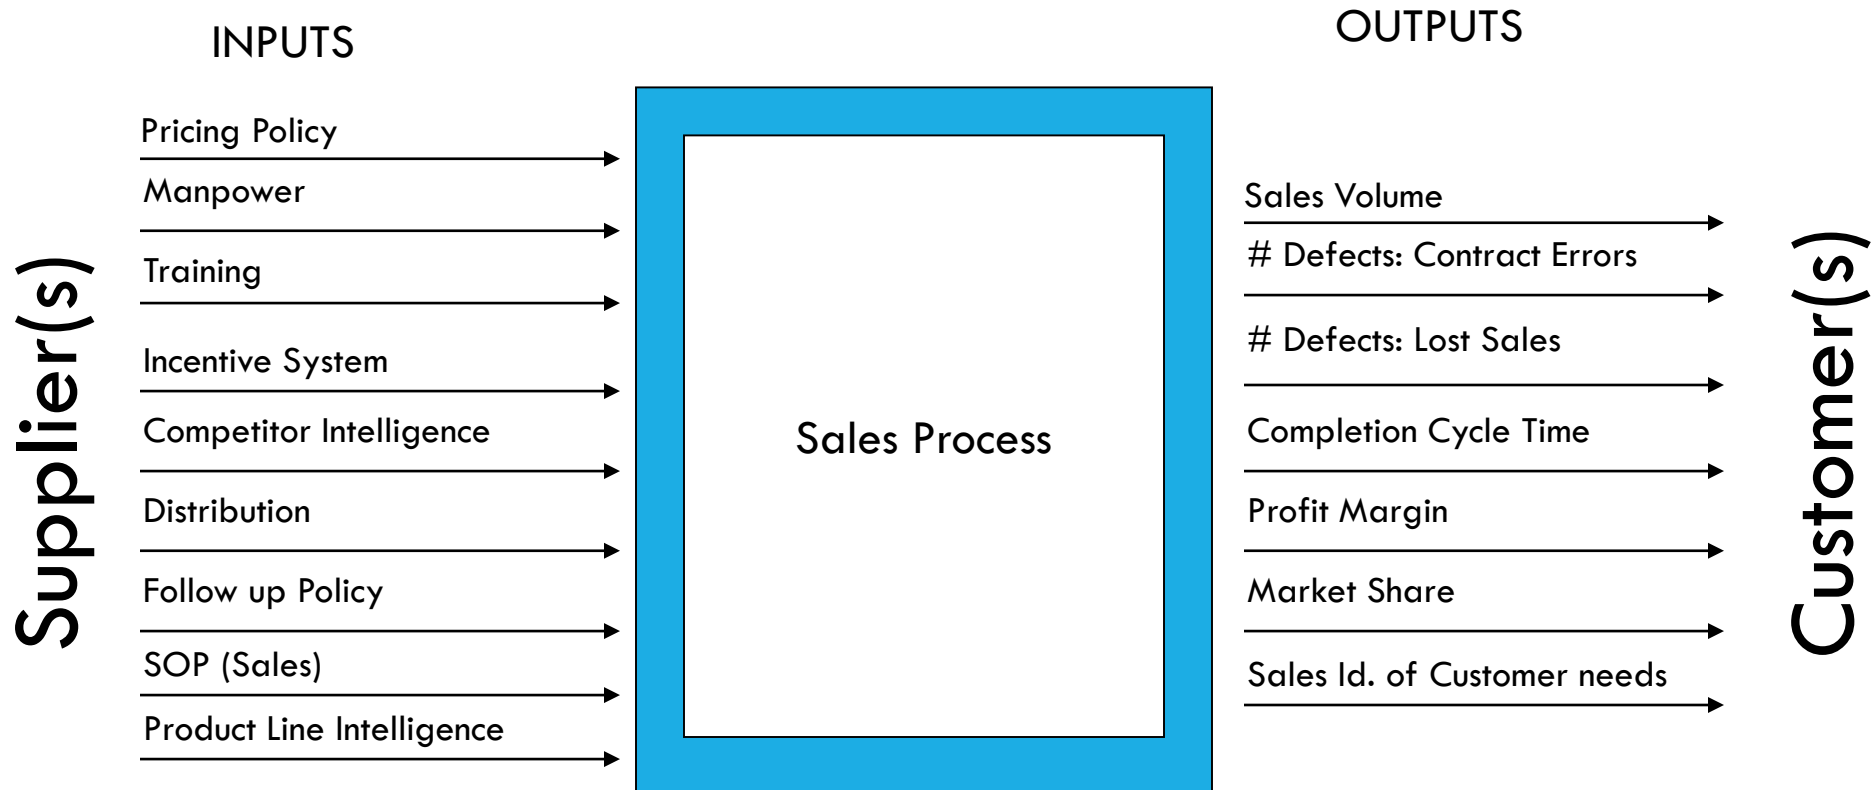 INPUTS
OUTPUTS
Supplier(s)
Pricing Policy
Manpower
Training
Incentive System
Competitor Intelligence
Distribution
Follow up Policy
SOP (Sales)
Product Line Intelligence
Sales Process
Sales Volume
# Defects: Contract Errors
# Defects: Lost Sales
Completion Cycle Time
Profit Margin
Market Share
Sales Id. of Customer needs
Customer(s)